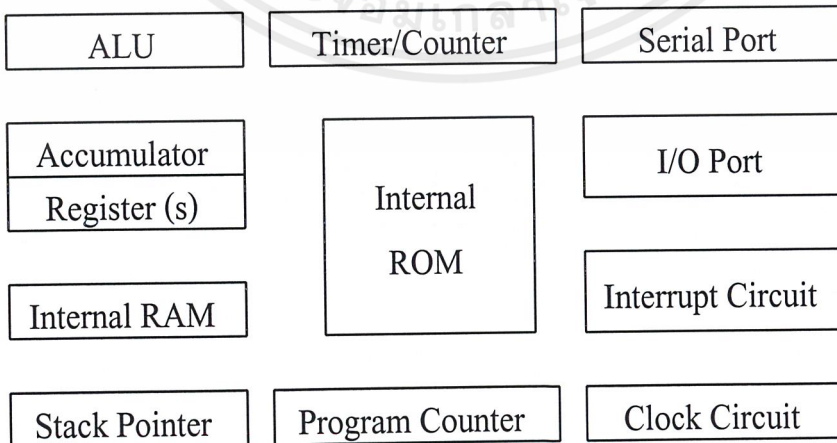 ALU
Timer/Counter
Serial Port
Accumulator
Register (s)
Internal
ROM
I/O Port
Internal RAM
Interrupt Circuit
Stack Pointer
Program Counter
Clock Circuit